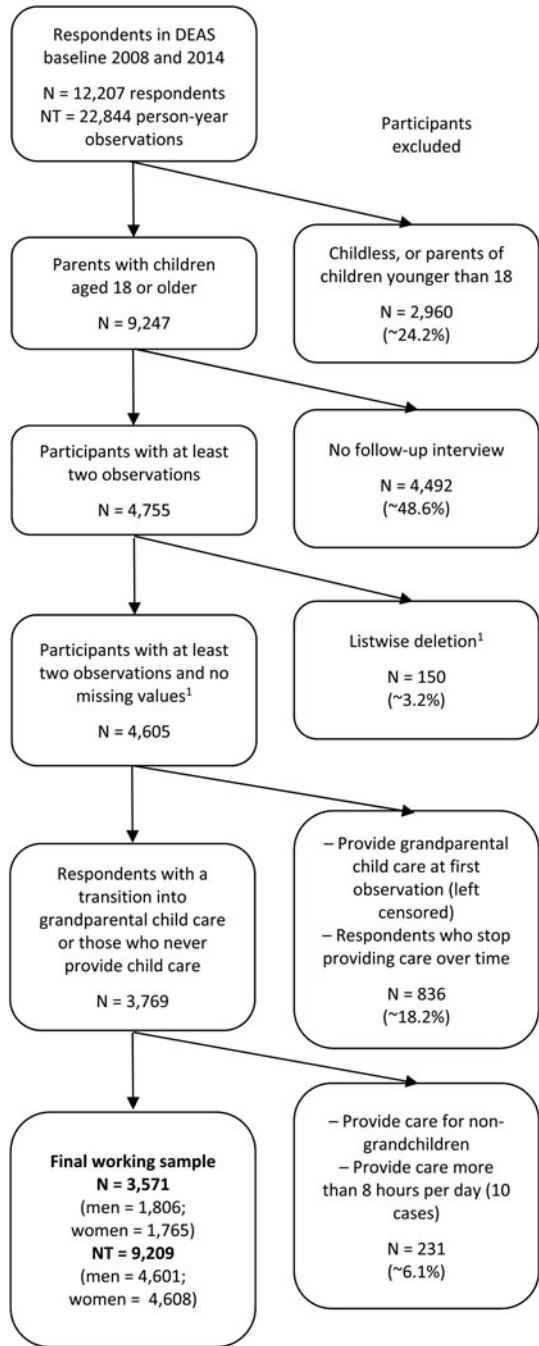 Respondents in DEAS
baseline 2008 and 2014
N = 12,207 respondents
NT = 22,844 person-year
observations
Participants
excluded
Parents with children
aged 18 or older
N = 9,247
Childless, or parents of
children younger than 18
N = 2,960
(~24.2%)
Participants with at least
two observations
N = 4,755
No follow-up interview
N = 4,492
(~48.6%)
Participants with at least
two observations and no
missing values¹
N = 4,605
Listwise deletion¹
N = 150
(~3.2%)
Respondents with a
transition into
grandparental child care
or those who never
provide child care
N = 3,769
– Provide grandparental
child care at first
observation (left
censored)
– Respondents who stop
providing care over time
N = 836
(~18.2%)
Final working sample
N = 3,571
(men = 1,806;
women = 1,765)
NT = 9,209
(men = 4,601;
women = 4,608)
– Provide care for non-
grandchildren
– Provide care more
than 8 hours per day (10
cases)
N = 231
(~6.1%)